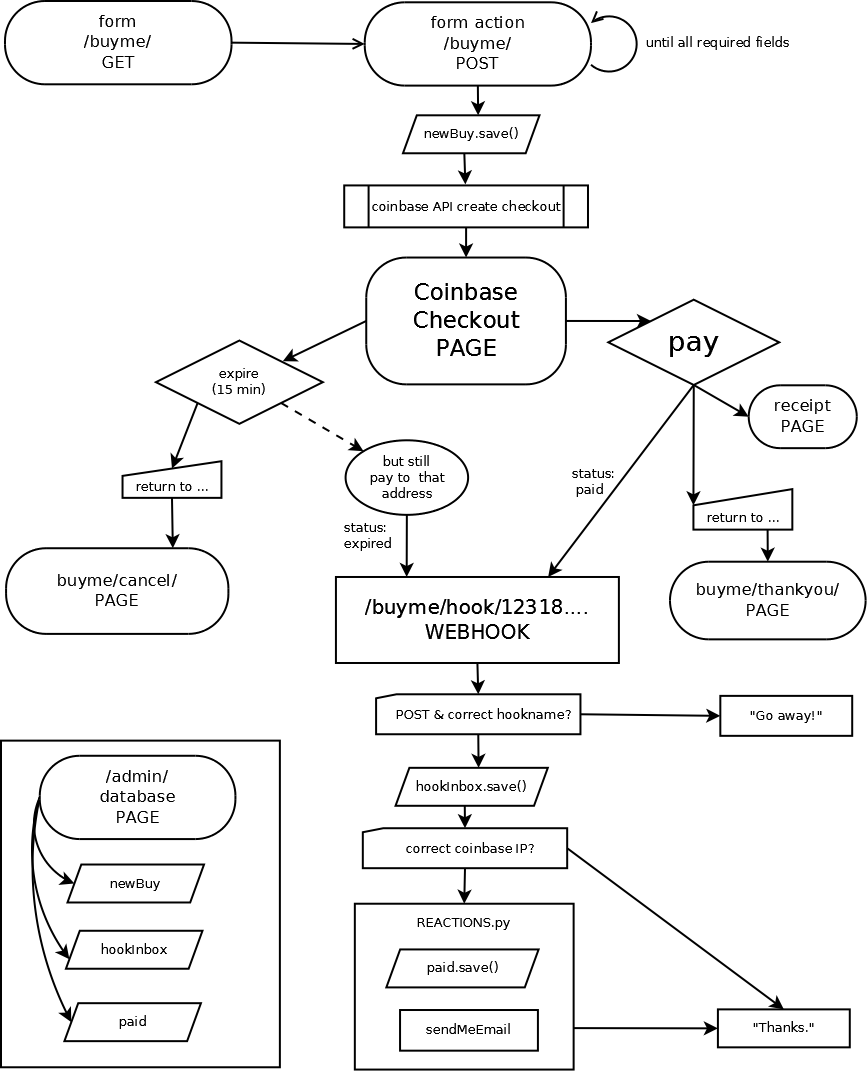 form
/buyme/
GET
form action
/buyme/
POST
until all required fields
newBuy.save()
coinbase API create checkout
Coinbase
Checkout
PAGE
pay
expire
(15 min)
receipt
PAGE
but still
pay to that
address
return to ...
status:
paid
return to ...
status:
expired
buyme/cancel/
PAGE
buyme/thankyou/
PAGE
/buyme/hook/12318....
WEBHOOK
POST & correct hookname?
"Go away!"
/admin/
database
PAGE
hookInbox.save()
correct coinbase IP?
newBuy
REACTIONS.py
hookInbox
paid.save()
paid
sendMeEmail
"Thanks."